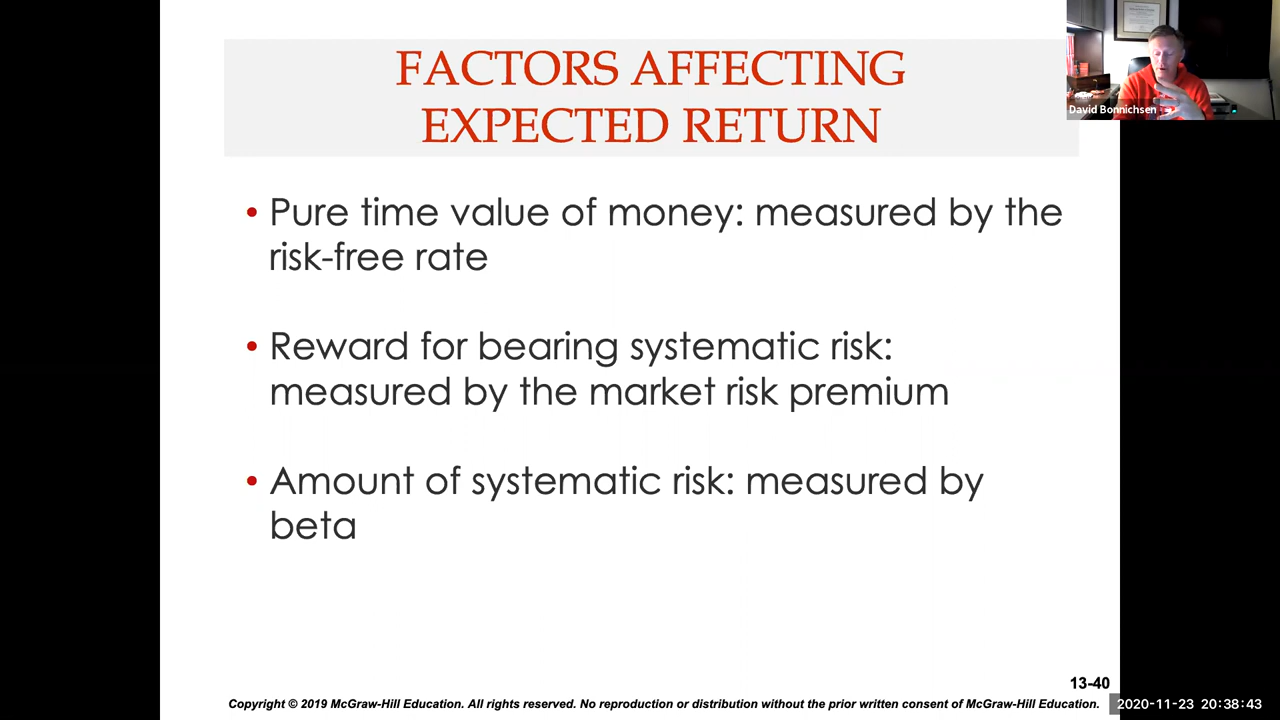 FACTORS AFFECTING
EXPECTED RETURN
David Bonnichsen
• Pure time value of money: measured by the
risk-free rate
• Reward for bearing systematic risk:
measured by the market risk premium
• Amount of systematic risk: measured by
beta
13-40
Copyright © 2019 McGraw-Hill Education. All rights reserved. No reproduction or distribution without the prior written consent of McGraw-Hill Education.
2020-11-23 20:38:43